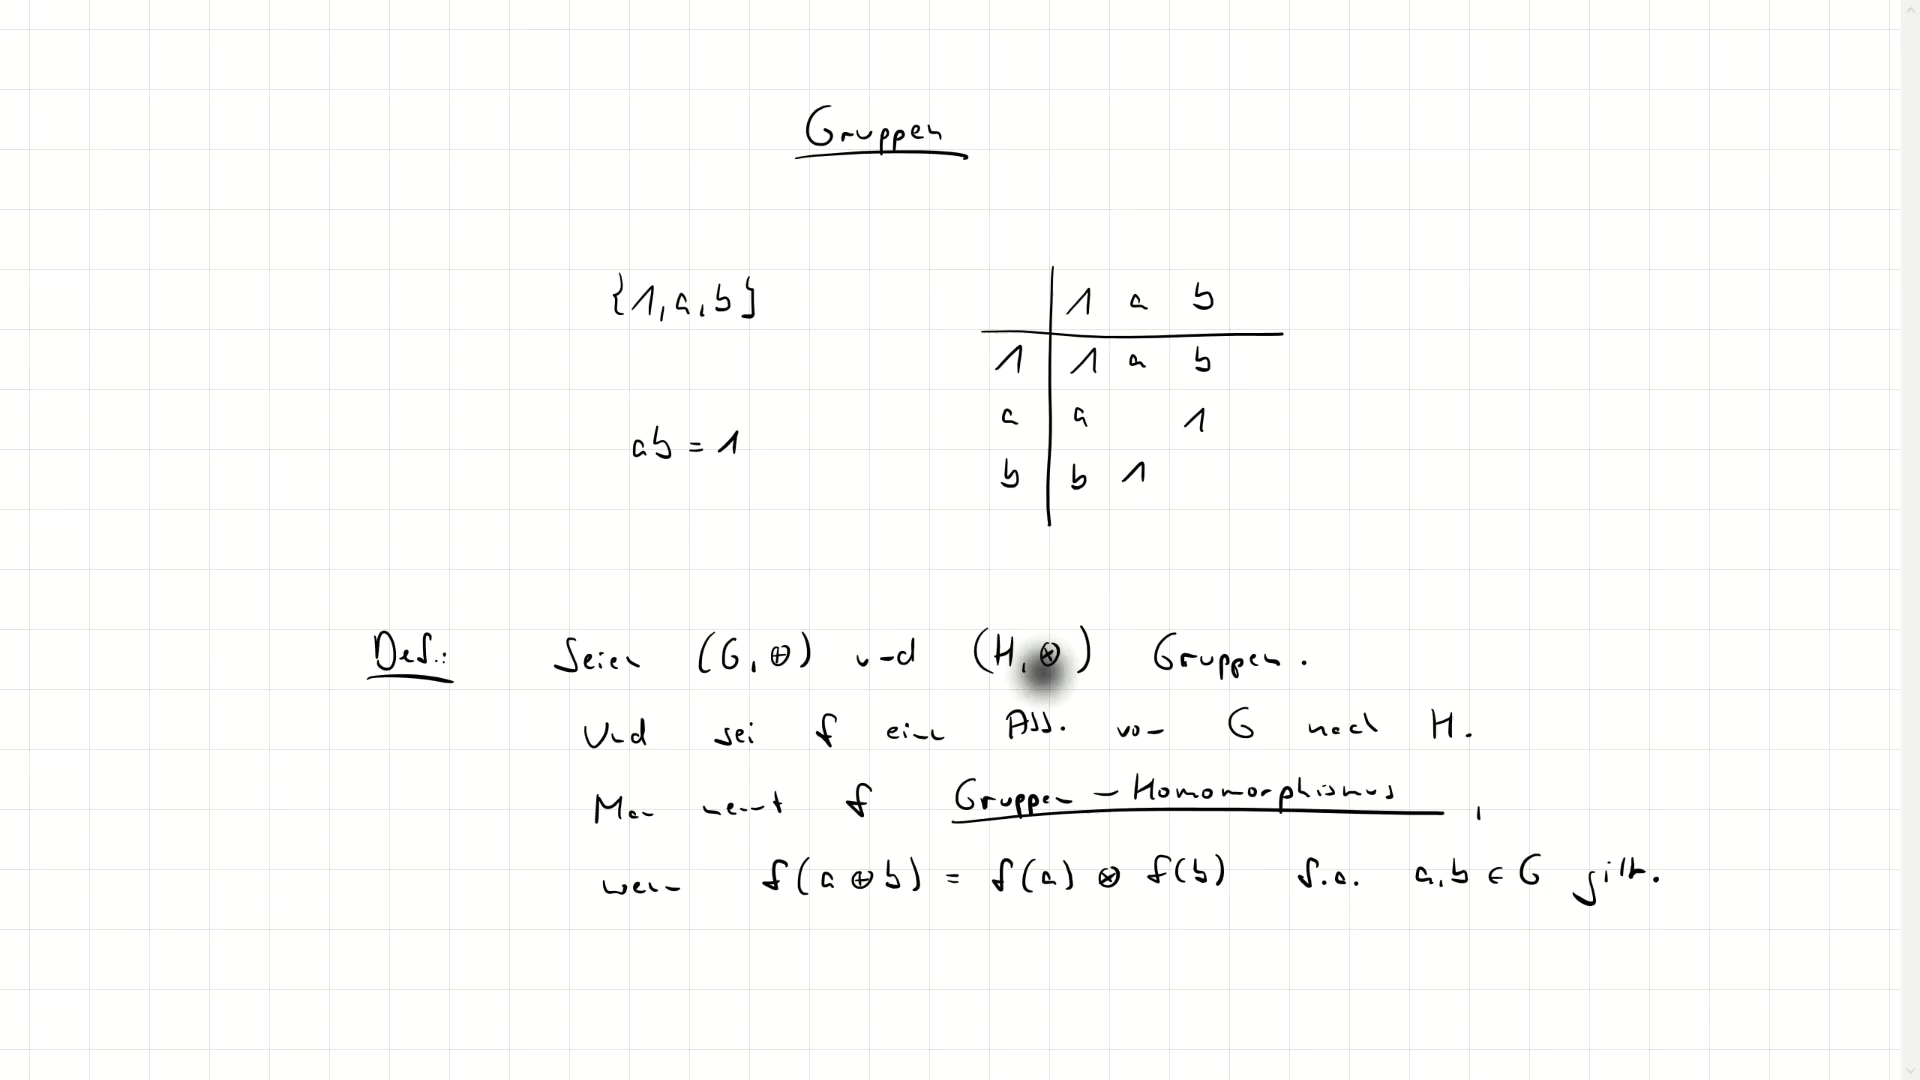 Gruppen
{1, a, b}
1 a b
1 1 a b
a a 1
ab = 1
b b 1
Def.: Seien (G, ⊕) und (H, ⊗) Gruppen.
Und sei f eine Abb. von G nach H.
Man nennt f Gruppen-Homomorphismus,
wenn f(a ⊕ b) = f(a) ⊗ f(b) f.a. a,b ∈ G gilt.